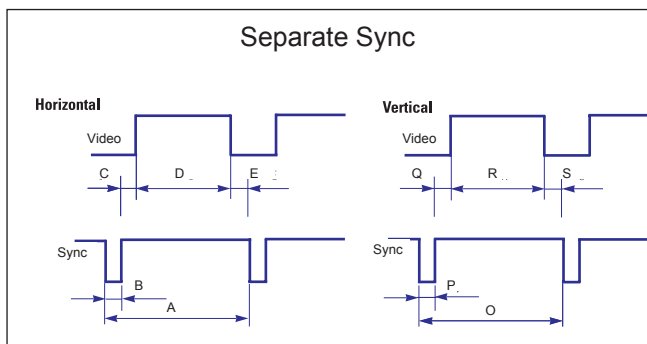 Separate Sync
Horizontal
Video
C D E
Sync
B
A
Vertical
Video
Q R S
Sync
P
O